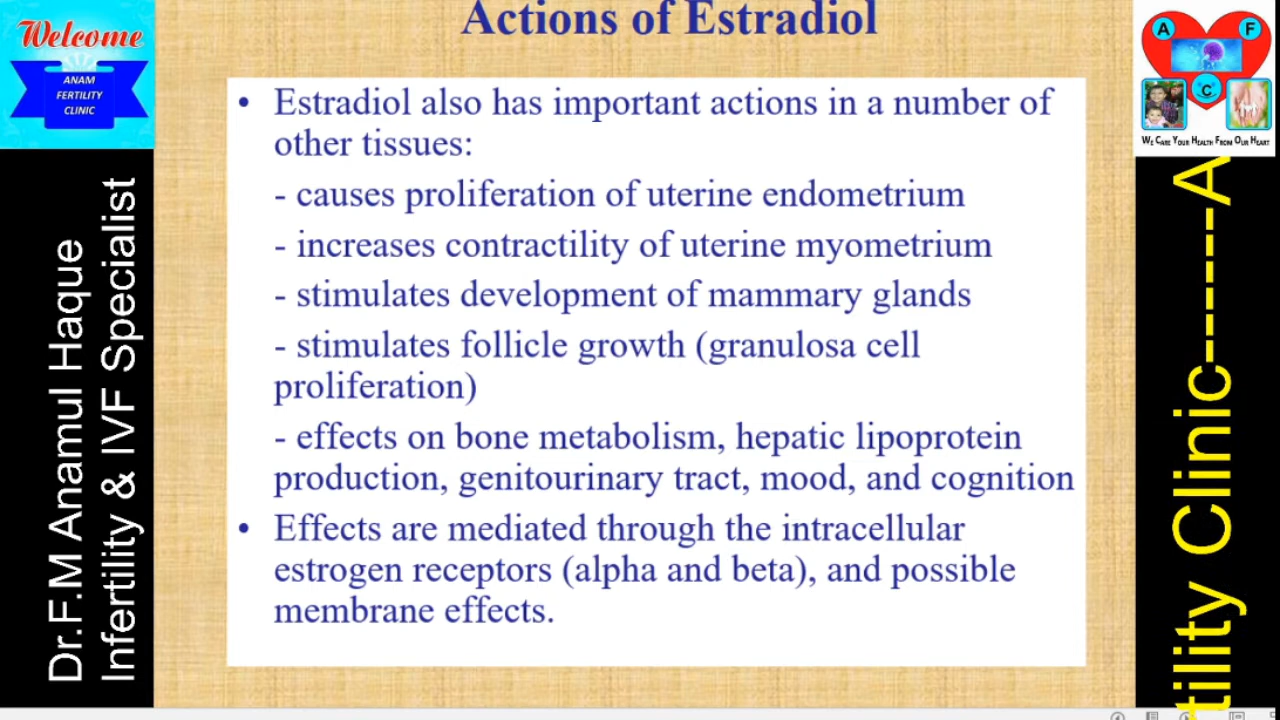 Actions of Estradiol
Welcome
ANAM
FERTILITY
CLINIC
Dr.F.M Anamul Haque
Infertility & IVF Specialist
• Estradiol also has important actions in a number of
other tissues:
- causes proliferation of uterine endometrium
- increases contractility of uterine myometrium
- stimulates development of mammary glands
- stimulates follicle growth (granulosa cell
proliferation)
- effects on bone metabolism, hepatic lipoprotein
production, genitourinary tract, mood, and cognition
• Effects are mediated through the intracellular
estrogen receptors (alpha and beta), and possible
membrane effects.
A F
C
WE CARE YOUR HEALTH FROM OUR HEART
tility Clinic------A